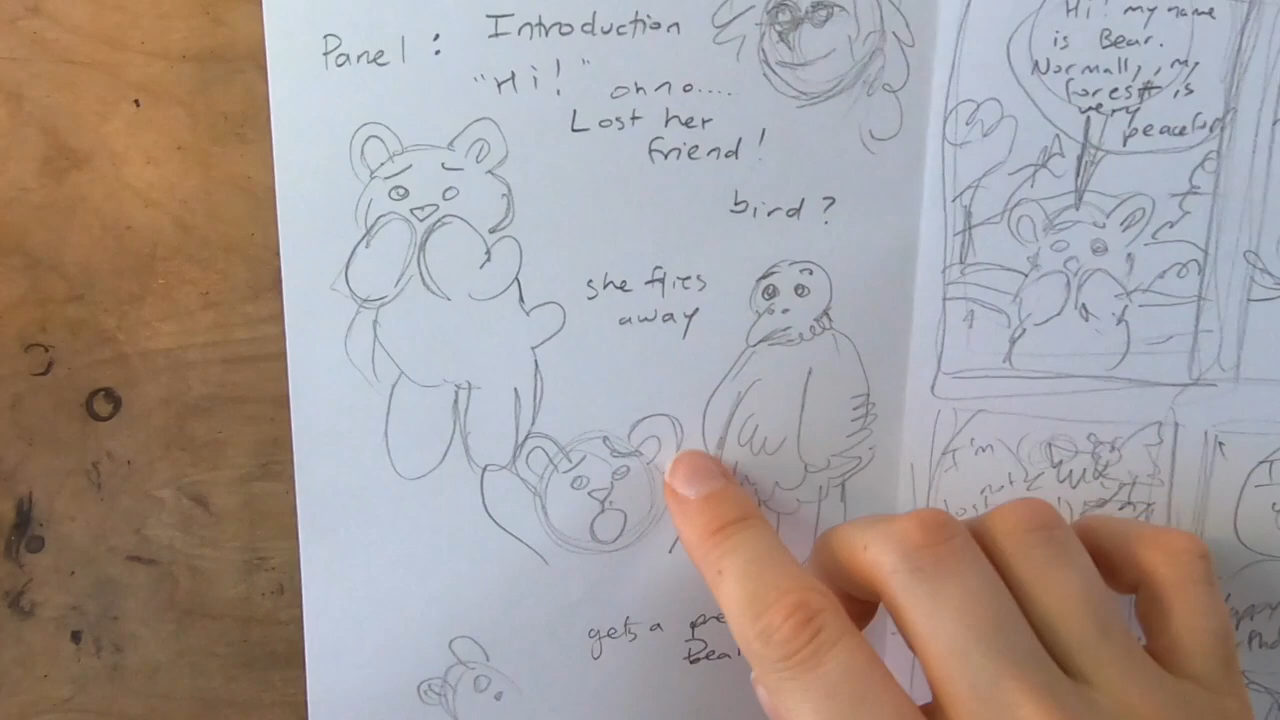 Panel: Introduction
"Hi!" oh no....
Lost her
friend!
bird?
she flies
away
gets a
Hi! my name
is Bear.
Normally, my
forest is
very
peaceful
I'm